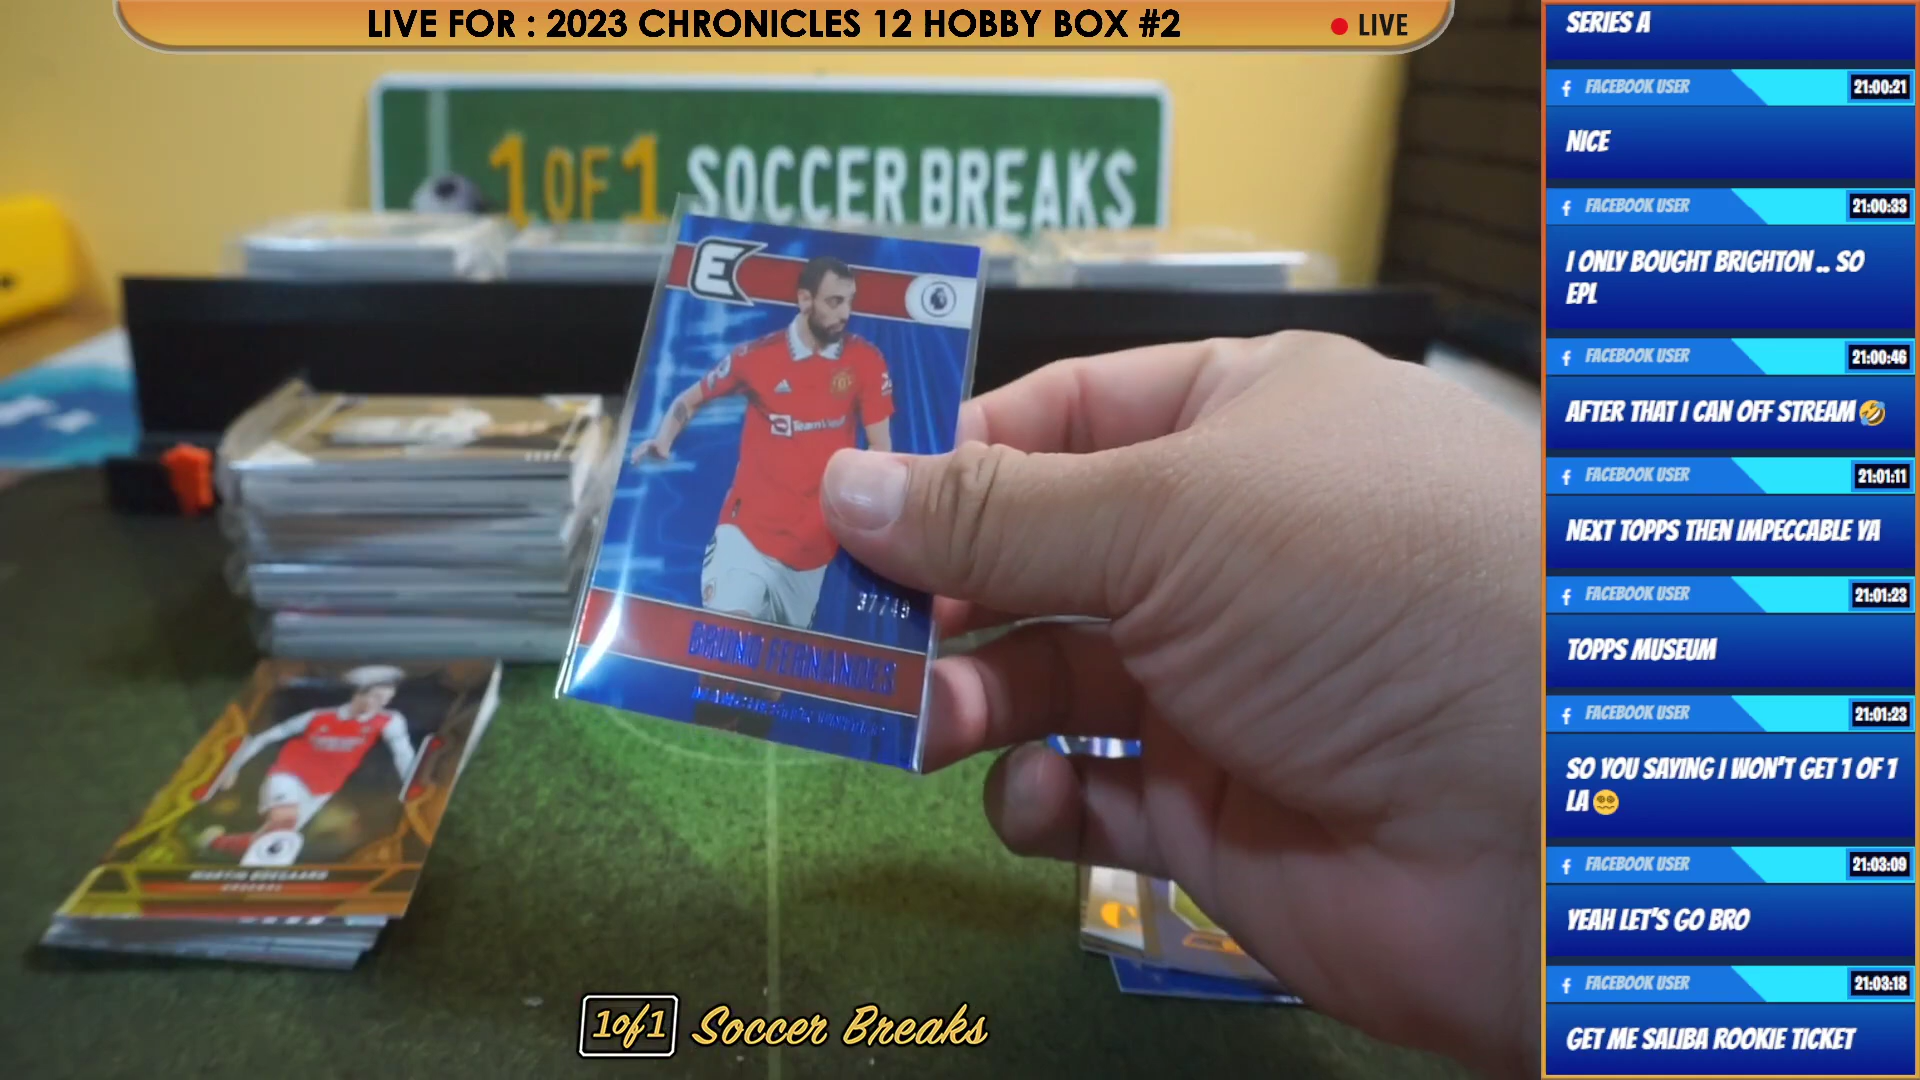 LIVE FOR : 2023 CHRONICLES 12 HOBBY BOX #2
LIVE
1 OF 1 SOCCER BREAKS
E
37/49
BRUNO FERNANDES
MARTIN ODEGAARD
ARSENAL
1of1 Soccer Breaks
SERIES A
FACEBOOK USER 21:00:21
NICE
FACEBOOK USER 21:00:33
I ONLY BOUGHT BRIGHTON .. SO
EPL
FACEBOOK USER 21:00:46
AFTER THAT I CAN OFF STREAM🤣
FACEBOOK USER 21:01:11
NEXT TOPPS THEN IMPECCABLE YA
FACEBOOK USER 21:01:23
TOPPS MUSEUM
FACEBOOK USER 21:01:23
SO YOU SAYING I WON'T GET 1 OF 1
LA😵‍💫
FACEBOOK USER 21:03:09
YEAH LET'S GO BRO
FACEBOOK USER 21:03:18
GET ME SALIBA ROOKIE TICKET